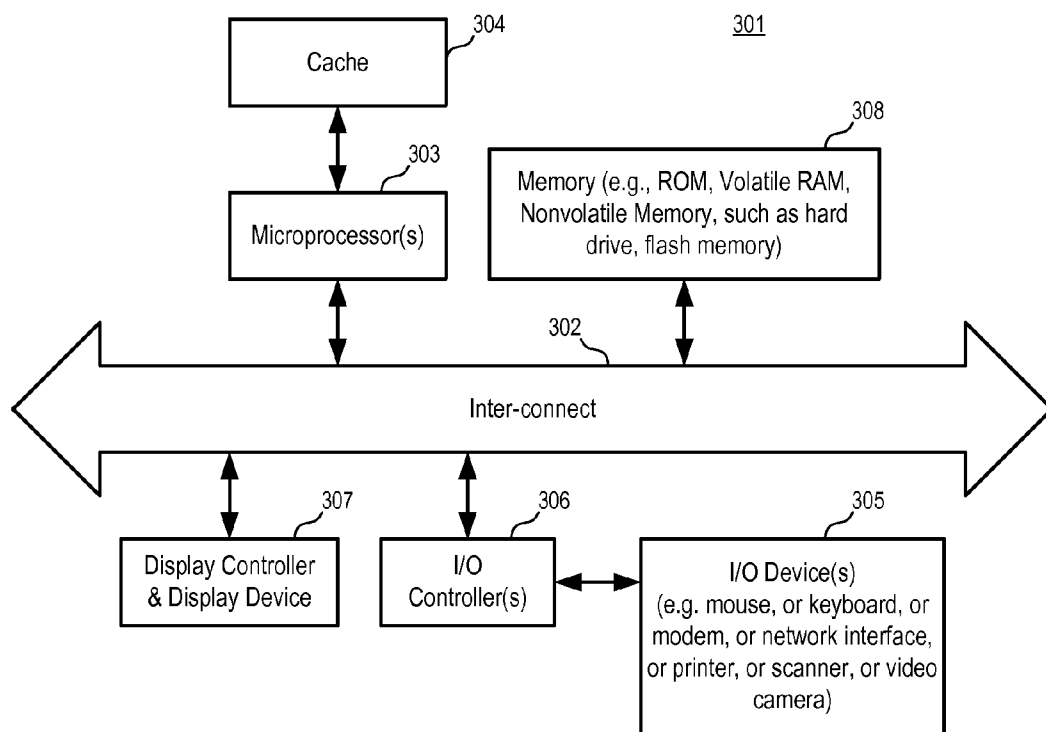 304
301
Cache
308
303
Memory (e.g., ROM, Volatile RAM,
Nonvolatile Memory, such as hard
drive, flash memory)
Microprocessor(s)
302
Inter-connect
307
306
305
Display Controller
& Display Device
I/O
Controller(s)
I/O Device(s)
(e.g. mouse, or keyboard, or
modem, or network interface,
or printer, or scanner, or video
camera)